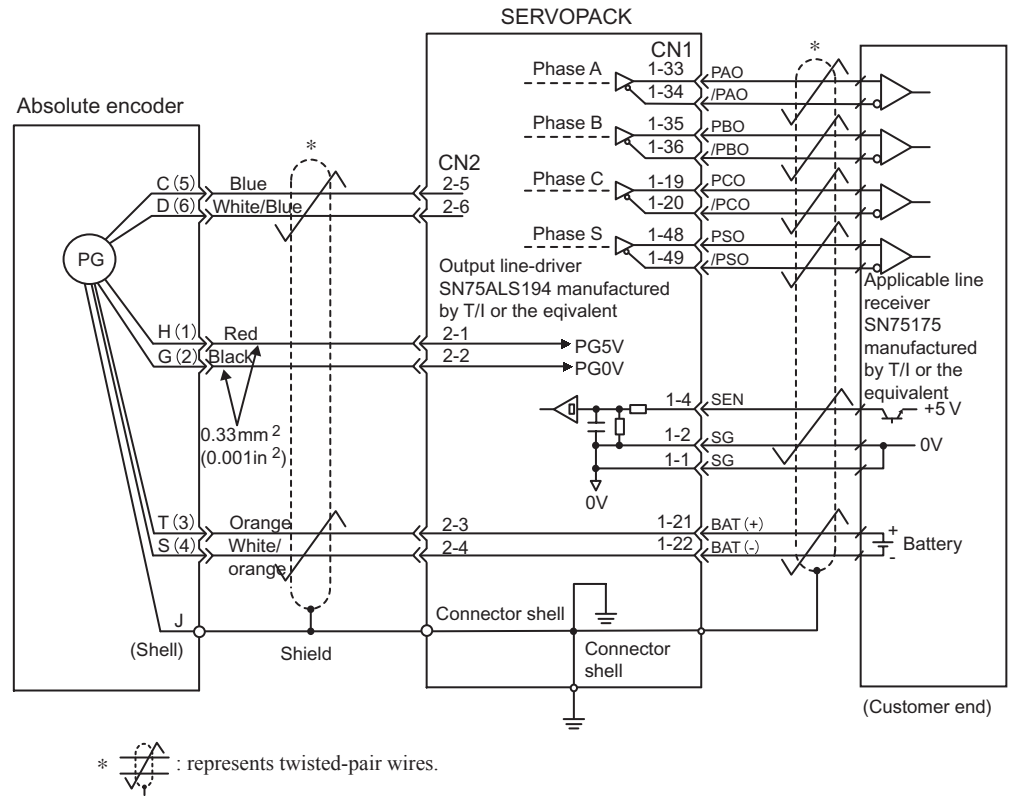 SERVOPACK
Absolute encoder
*
C (5)
Blue
D (6)
White/Blue
PG
H (1)
Red
G (2)
Black
0.33mm 2
(0.001in 2)
T (3)
Orange
S (4)
White/
orange
J
(Shell)
Shield
CN2
2-5
2-6
2-1
2-2
2-3
2-4
PG5V
PG0V
Output line-driver
SN75ALS194 manufactured
by T/I or the eqivalent
Connector shell
Connector
shell
CN1
Phase A
1-33
PAO
1-34
/PAO
Phase B
1-35
PBO
1-36
/PBO
Phase C
1-19
PCO
1-20
/PCO
Phase S
1-48
PSO
1-49
/PSO
1-4
SEN
1-2
SG
1-1
SG
0V
1-21
BAT (+)
1-22
BAT (-)
*
Applicable line
receiver
SN75175
manufactured
by T/I or the
equivalent
+5 V
0V
+
Battery
-
(Customer end)
* : represents twisted-pair wires.